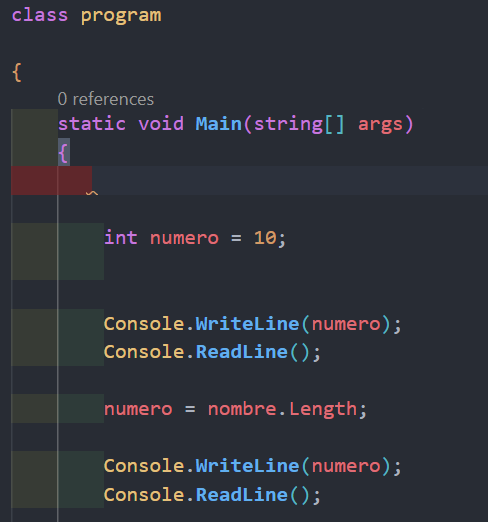 class program
{
0 references
static void Main(string[] args)
{
int numero = 10;
Console.WriteLine(numero);
Console.ReadLine();
numero = nombre.Length;
Console.WriteLine(numero);
Console.ReadLine();